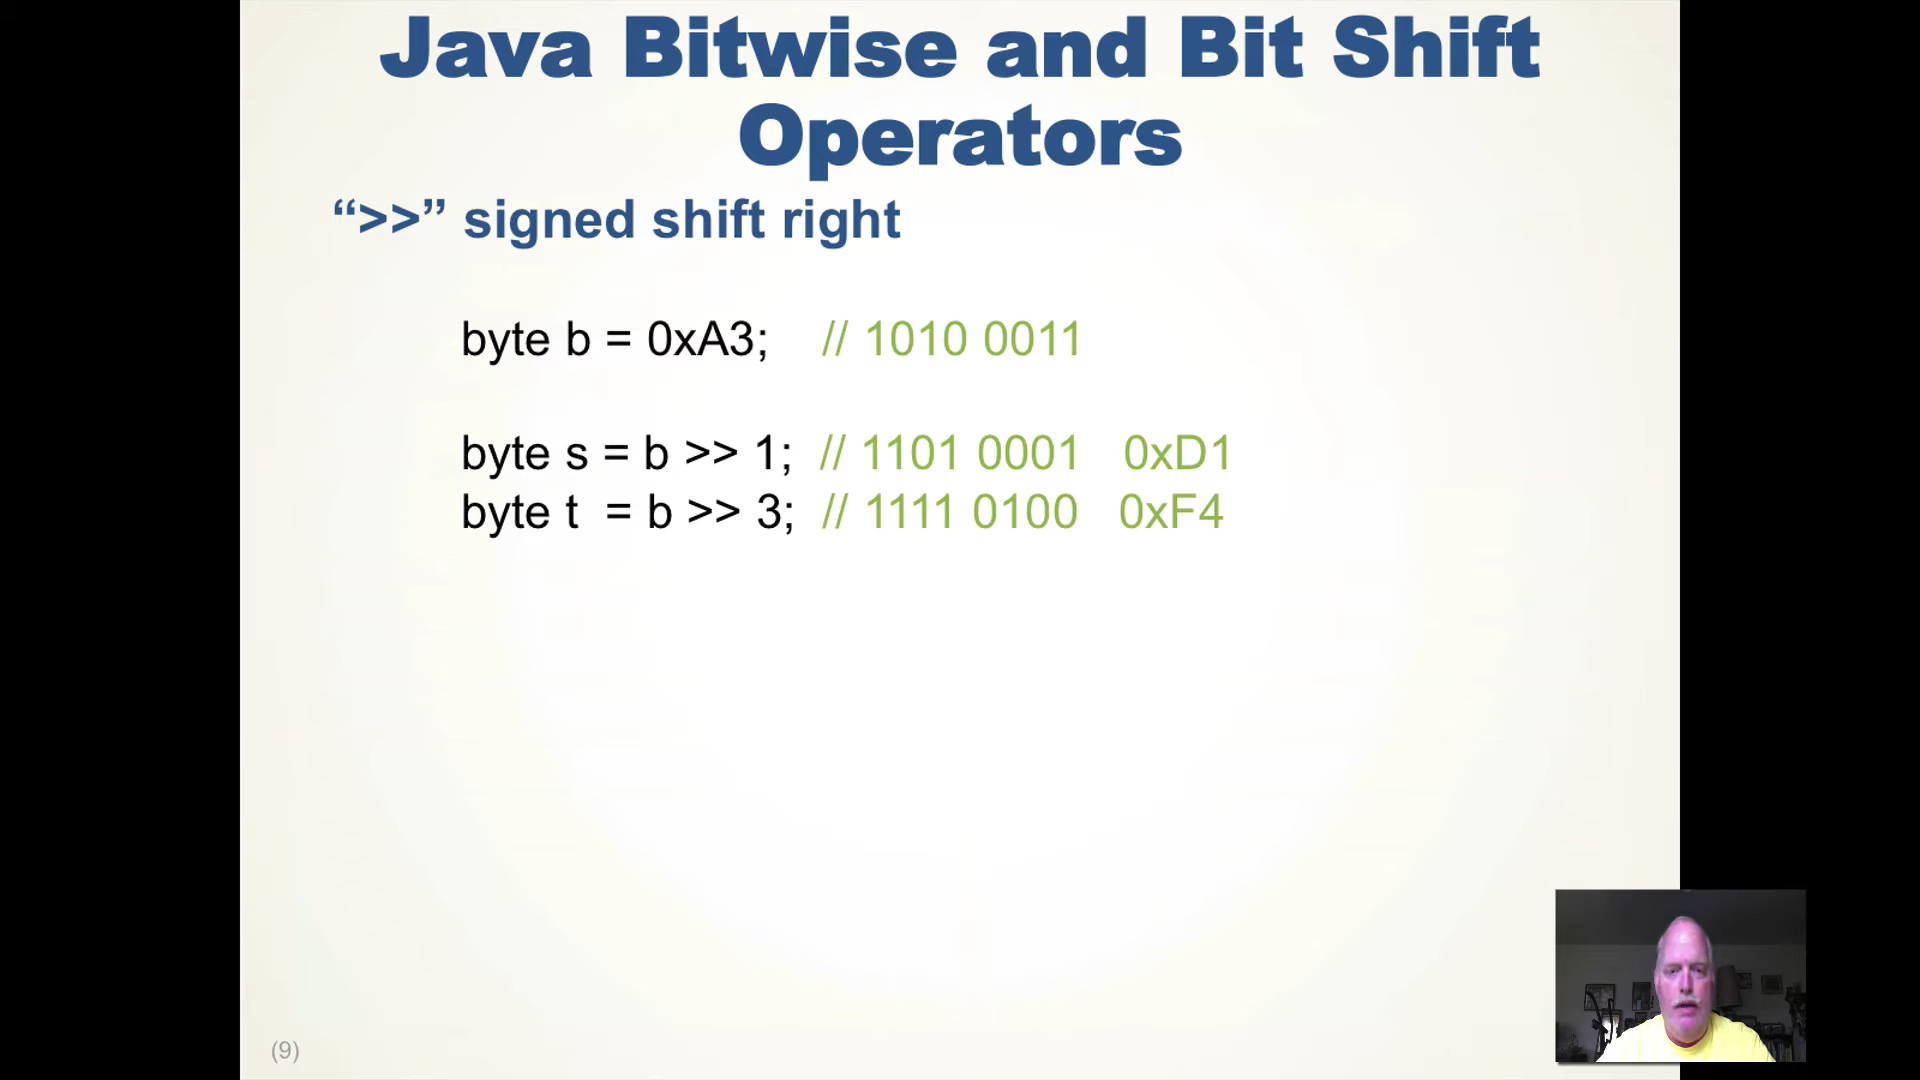 Java Bitwise and Bit Shift
Operators
“>>” signed shift right
byte b = 0xA3; // 1010 0011
byte s = b >> 1; // 1101 0001 0xD1
byte t = b >> 3; // 1111 0100 0xF4
(9)